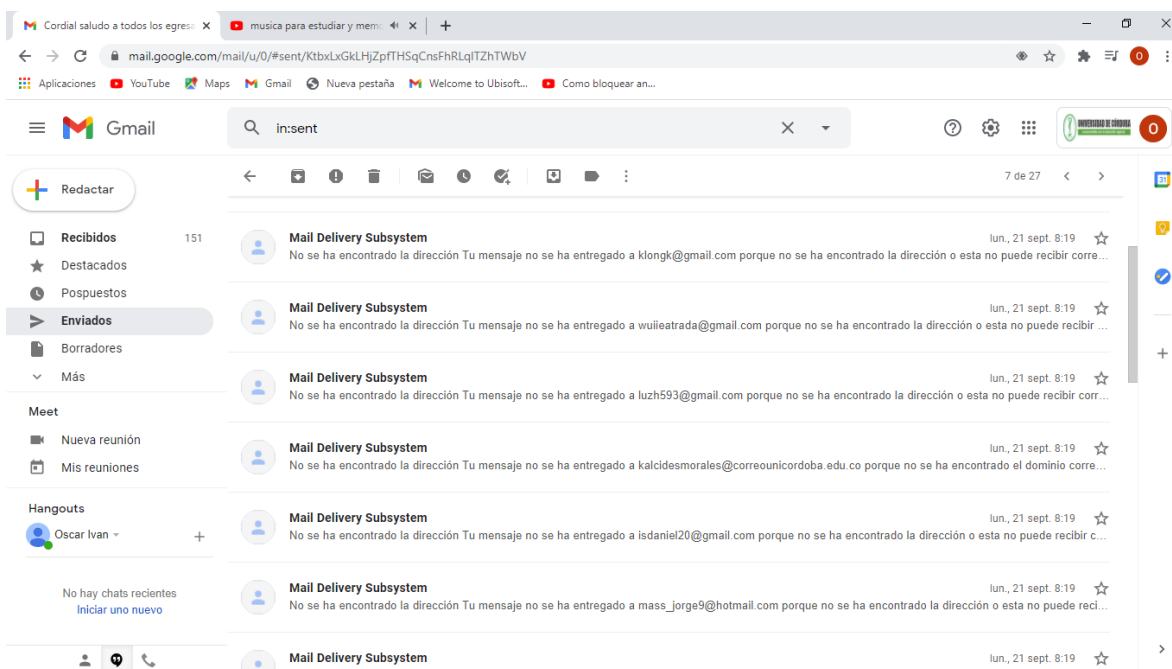 Cordial saludo a todos los egresa
musica para estudiar y memo
mail.google.com/mail/u/0/#sent/KtbxLxGkLHjZpfTHSqCnsFhRLqlTZhTWbV
O
Aplicaciones YouTube Maps Gmail Nueva pestaña Welcome to Ubisoft... Como bloquear an...
Gmail
in:sent
UNIVERSIDAD DE CÓRDOBA
O
Redactar
7 de 27
31
Recibidos 151
Destacados
Pospuestos
Enviados
Borradores
Más
Meet
Nueva reunión
Mis reuniones
Hangouts
Oscar Ivan
No hay chats recientes
Iniciar uno nuevo
Mail Delivery Subsystem lun., 21 sept. 8:19
No se ha encontrado la dirección Tu mensaje no se ha entregado a klongk@gmail.com porque no se ha encontrado la dirección o esta no puede recibir corre...
Mail Delivery Subsystem lun., 21 sept. 8:19
No se ha encontrado la dirección Tu mensaje no se ha entregado a wuiieatrada@gmail.com porque no se ha encontrado la dirección o esta no puede recibir ...
Mail Delivery Subsystem lun., 21 sept. 8:19
No se ha encontrado la dirección Tu mensaje no se ha entregado a luzh593@gmail.com porque no se ha encontrado la dirección o esta no puede recibir corr...
Mail Delivery Subsystem lun., 21 sept. 8:19
No se ha encontrado la dirección Tu mensaje no se ha entregado a kalcidesmorales@correounicordoba.edu.co porque no se ha encontrado el dominio corre...
Mail Delivery Subsystem lun., 21 sept. 8:19
No se ha encontrado la dirección Tu mensaje no se ha entregado a isdaniel20@gmail.com porque no se ha encontrado la dirección o esta no puede recibir c...
Mail Delivery Subsystem lun., 21 sept. 8:19
No se ha encontrado la dirección Tu mensaje no se ha entregado a mass_jorge9@hotmail.com porque no se ha encontrado la dirección o esta no puede reci...
Mail Delivery Subsystem lun., 21 sept. 8:19